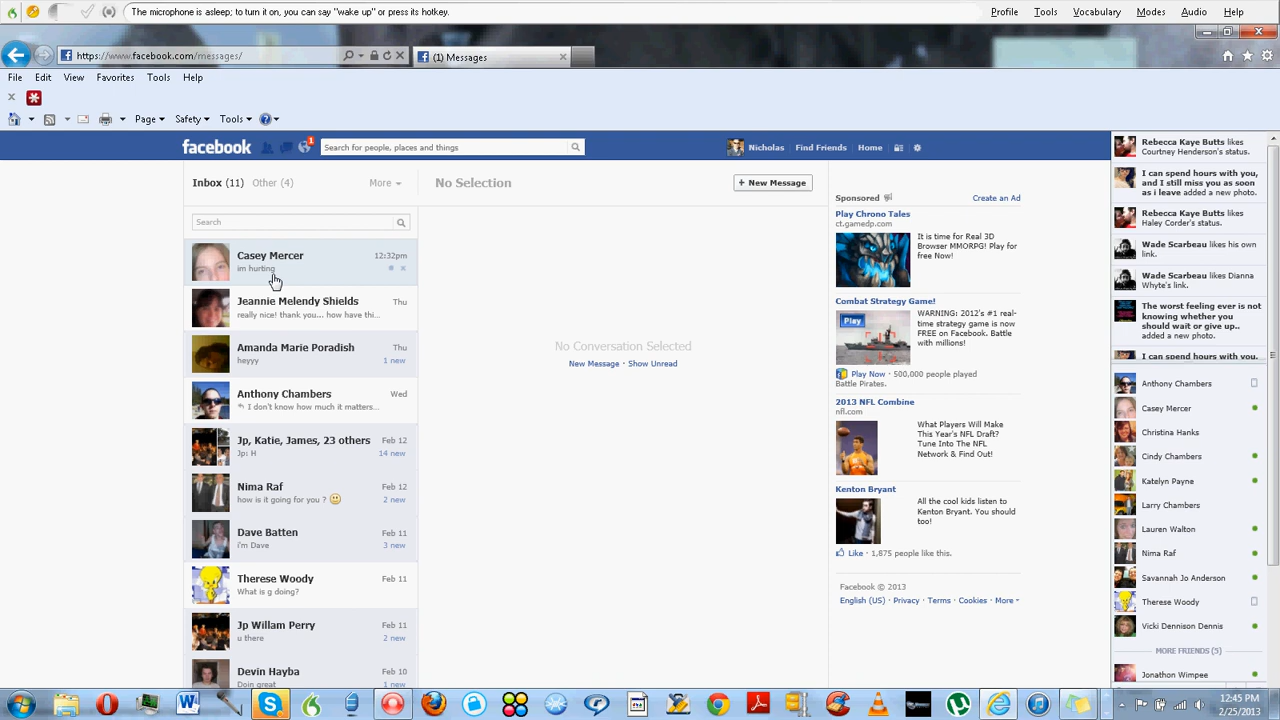 The microphone is asleep; to turn it on, you can say "wake up" or press its hotkey.
Profile Tools Vocabulary Modes Audio Help
https://www.facebook.com/messages/
(1) Messages
File Edit View Favorites Tools Help
Page Safety Tools
facebook
1
Search for people, places and things
Nicholas Find Friends Home
Inbox (11) Other (4) More
No Selection
+ New Message
Search
Casey Mercer 12:32pm
im hurting
Jeannie Melendy Shields Thu
really nice! thank you... how have thi...
Amanda Marie Poradish Thu
heyyy 1 new
Anthony Chambers Wed
I don't know how much it matters...
Jp, Katie, James, 23 others Feb 12
Jp: H 14 new
Nima Raf Feb 12
how is it going for you ? 2 new
Dave Batten Feb 11
i'm Dave 3 new
Therese Woody Feb 11
What is g doing?
Jp Willam Perry Feb 11
u there 2 new
Devin Hayba Feb 10
Doin great 1 new
No Conversation Selected
New Message · Show Unread
Sponsored Create an Ad
Play Chrono Tales
ct.gamedp.com
It is time for Real 3D
Browser MMORPG! Play
for free Now!
Combat Strategy Game!
Play
WARNING: 2012's #1 real-
time strategy game is now
FREE on Facebook. Battle
with millions!
Play Now · 500,000 people played
Battle Pirates.
2013 NFL Combine
nfl.com
What Players Will Make
This Year's NFL Draft?
Tune Into The NFL
Network & Find Out!
Kenton Bryant
All the cool kids listen to
Kenton Bryant. You should
too!
Like · 1,875 people like this.
Facebook © 2013
English (US) · Privacy · Terms · Cookies · More
Rebecca Kaye Butts likes
Courtney Henderson's status.
I can spend hours with you,
and I still miss you as soon
as i leave added a new photo.
Rebecca Kaye Butts likes
Haley Corder's status.
Wade Scarbeau likes his own
link.
Wade Scarbeau likes Dianna
Whyte's link.
The worst feeling ever is not
knowing whether you
should wait or give up..
added a new photo.
I can spend hours with you,
Anthony Chambers
Casey Mercer
Christina Hanks
Cindy Chambers
Katelyn Payne
Larry Chambers
Lauren Walton
Nima Raf
Savannah Jo Anderson
Therese Woody
Vicki Dennison Dennis
MORE FRIENDS (5)
Jonathon Wimpee
12:45 PM
2/25/2013